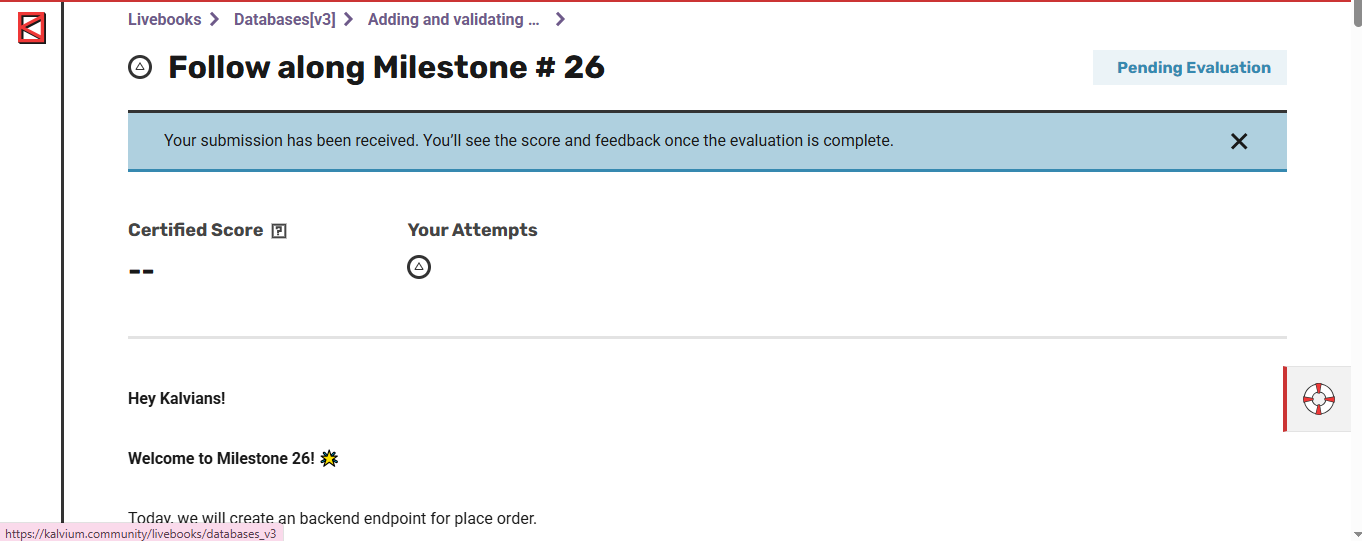 Livebooks Databases[v3] Adding and validating ...
Follow along Milestone # 26
Pending Evaluation
Your submission has been received. You’ll see the score and feedback once the evaluation is complete.
Certified Score
Your Attempts
--
Hey Kalvians!
Welcome to Milestone 26!
Today, we will create an backend endpoint for place order.
https://kalvium.community/livebooks/databases_v3